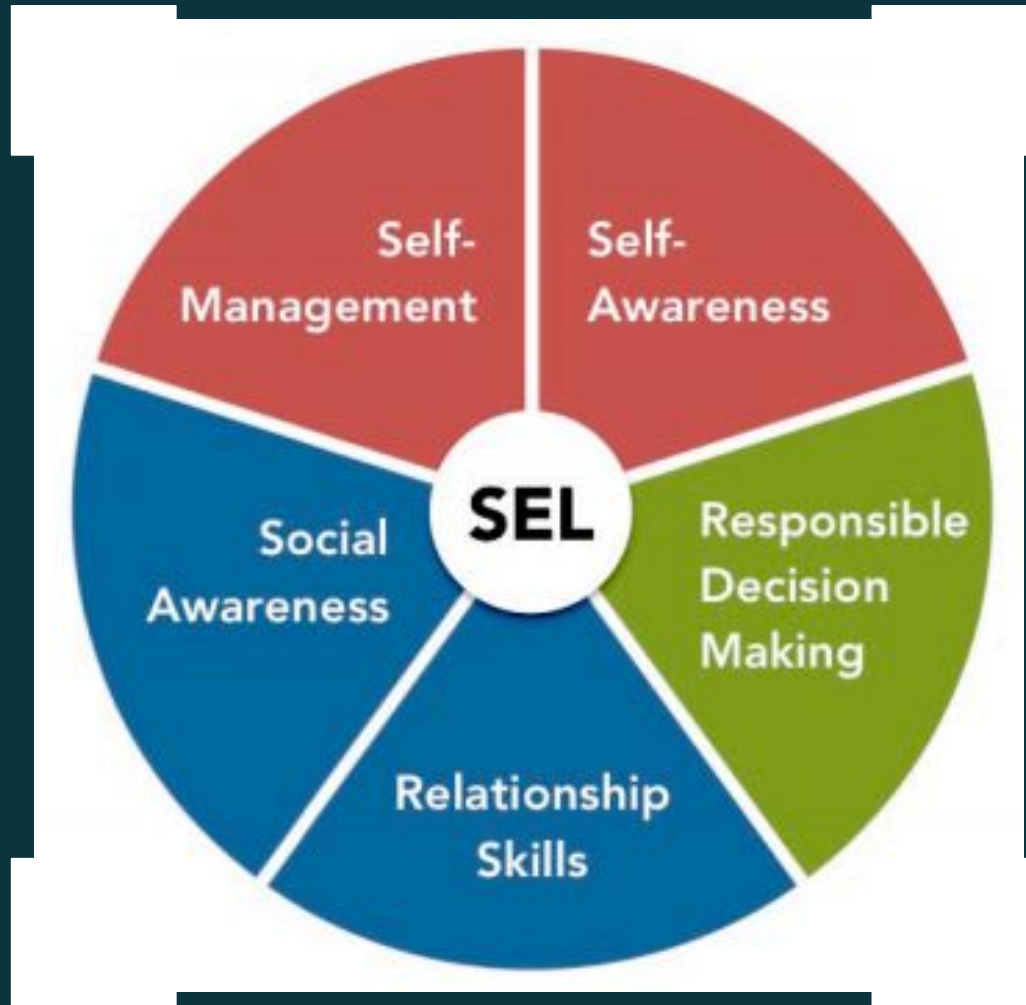 Self-
Management
Self-
Awareness
SEL
Social
Awareness
Responsible
Decision
Making
Relationship
Skills